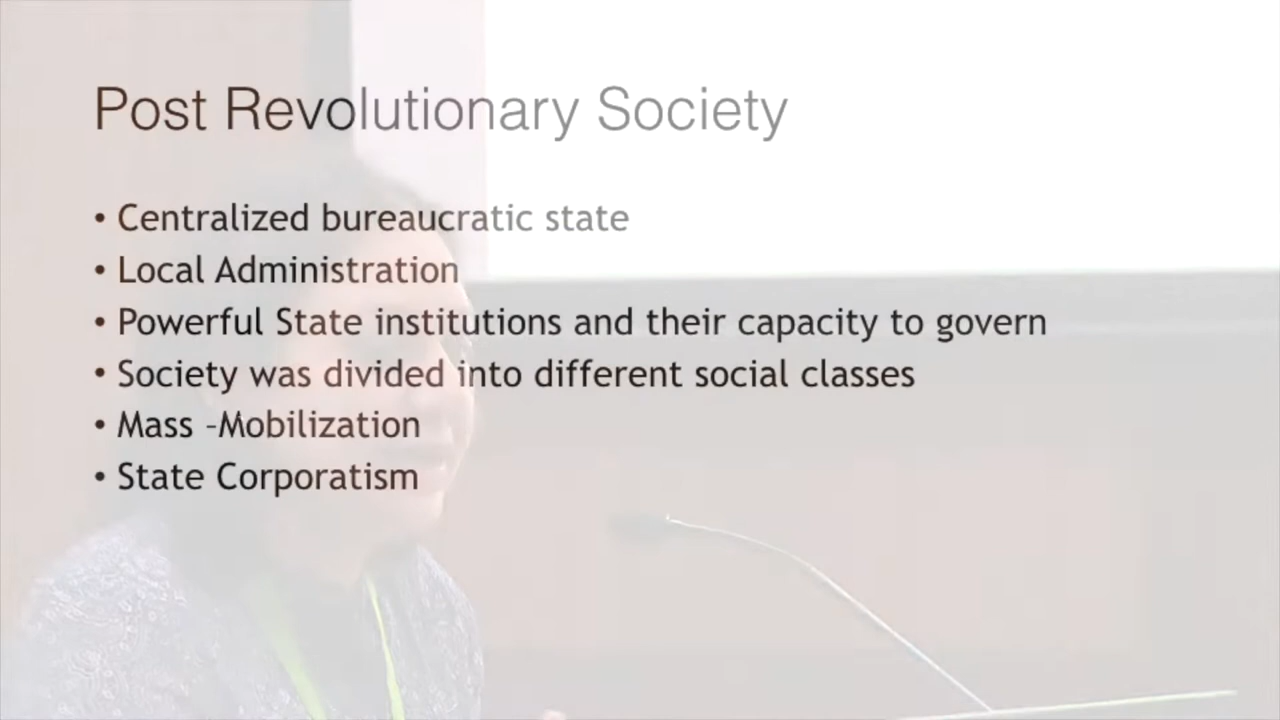 Post Revolutionary Society
• Centralized bureaucratic state
• Local Administration
• Powerful State institutions and their capacity to govern
• Society was divided into different social classes
• Mass –Mobilization
• State Corporatism